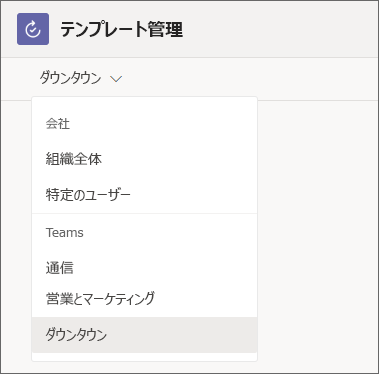 テンプレート管理
ダウンタウン
会社
組織全体
特定のユーザー
Teams
通信
営業とマーケティング
ダウンタウン